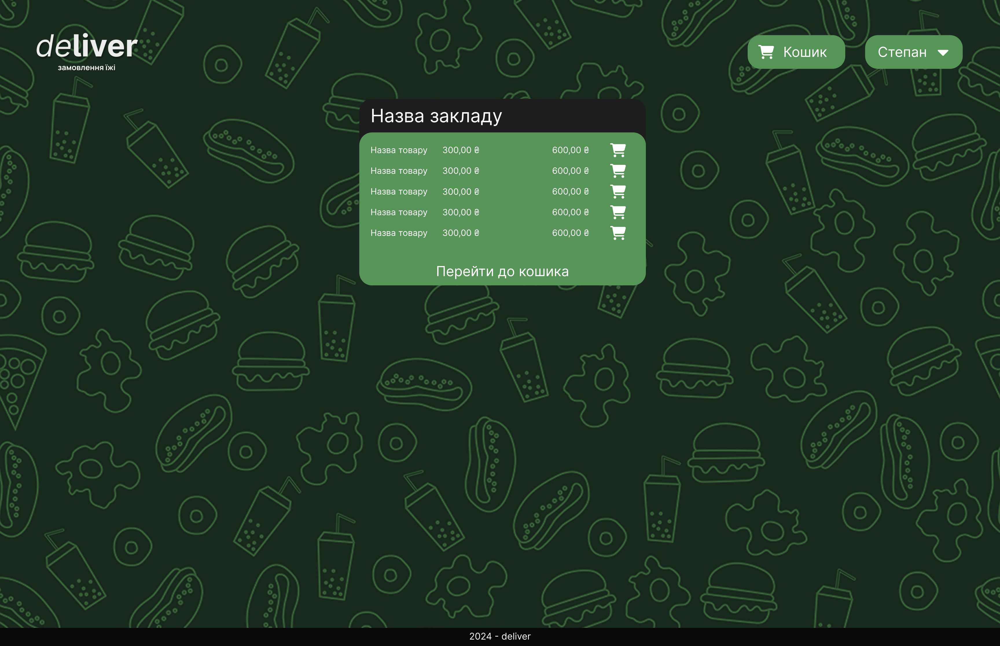 deliver
замовлення їжі
Кошик
Степан
Назва закладу
Назва товару 300,00 ₴ 600,00 ₴
Назва товару 300,00 ₴ 600,00 ₴
Назва товару 300,00 ₴ 600,00 ₴
Назва товару 300,00 ₴ 600,00 ₴
Назва товару 300,00 ₴ 600,00 ₴
Перейти до кошика
2024 - deliver